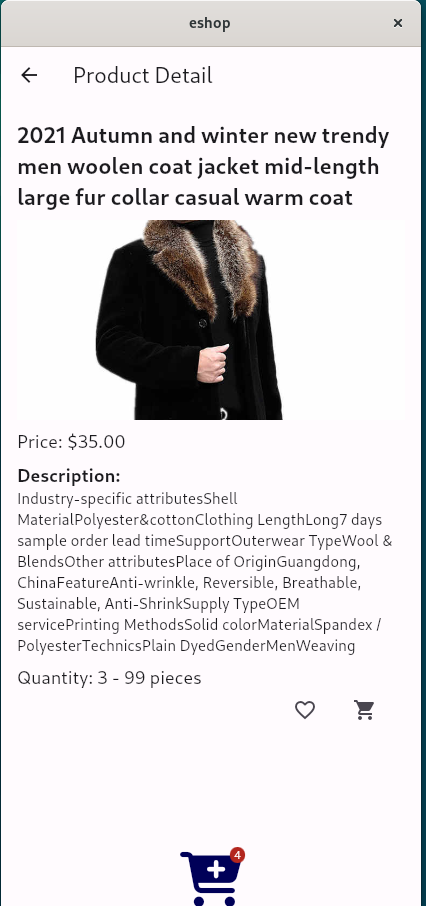 eshop
Product Detail
2021 Autumn and winter new trendy
men woolen coat jacket mid-length
large fur collar casual warm coat
Price: $35.00
Description:
Industry-specific attributesShell
MaterialPolyester&cottonClothing LengthLong7 days
sample order lead timeSupportOuterwear TypeWool &
BlendsOther attributesPlace of OriginGuangdong,
ChinaFeatureAnti-wrinkle, Reversible, Breathable,
Sustainable, Anti-ShrinkSupply TypeOEM
servicePrinting MethodsSolid colorMaterialSpandex /
PolyesterTechnicsPlain DyedGenderMenWeaving
Quantity: 3 - 99 pieces
4